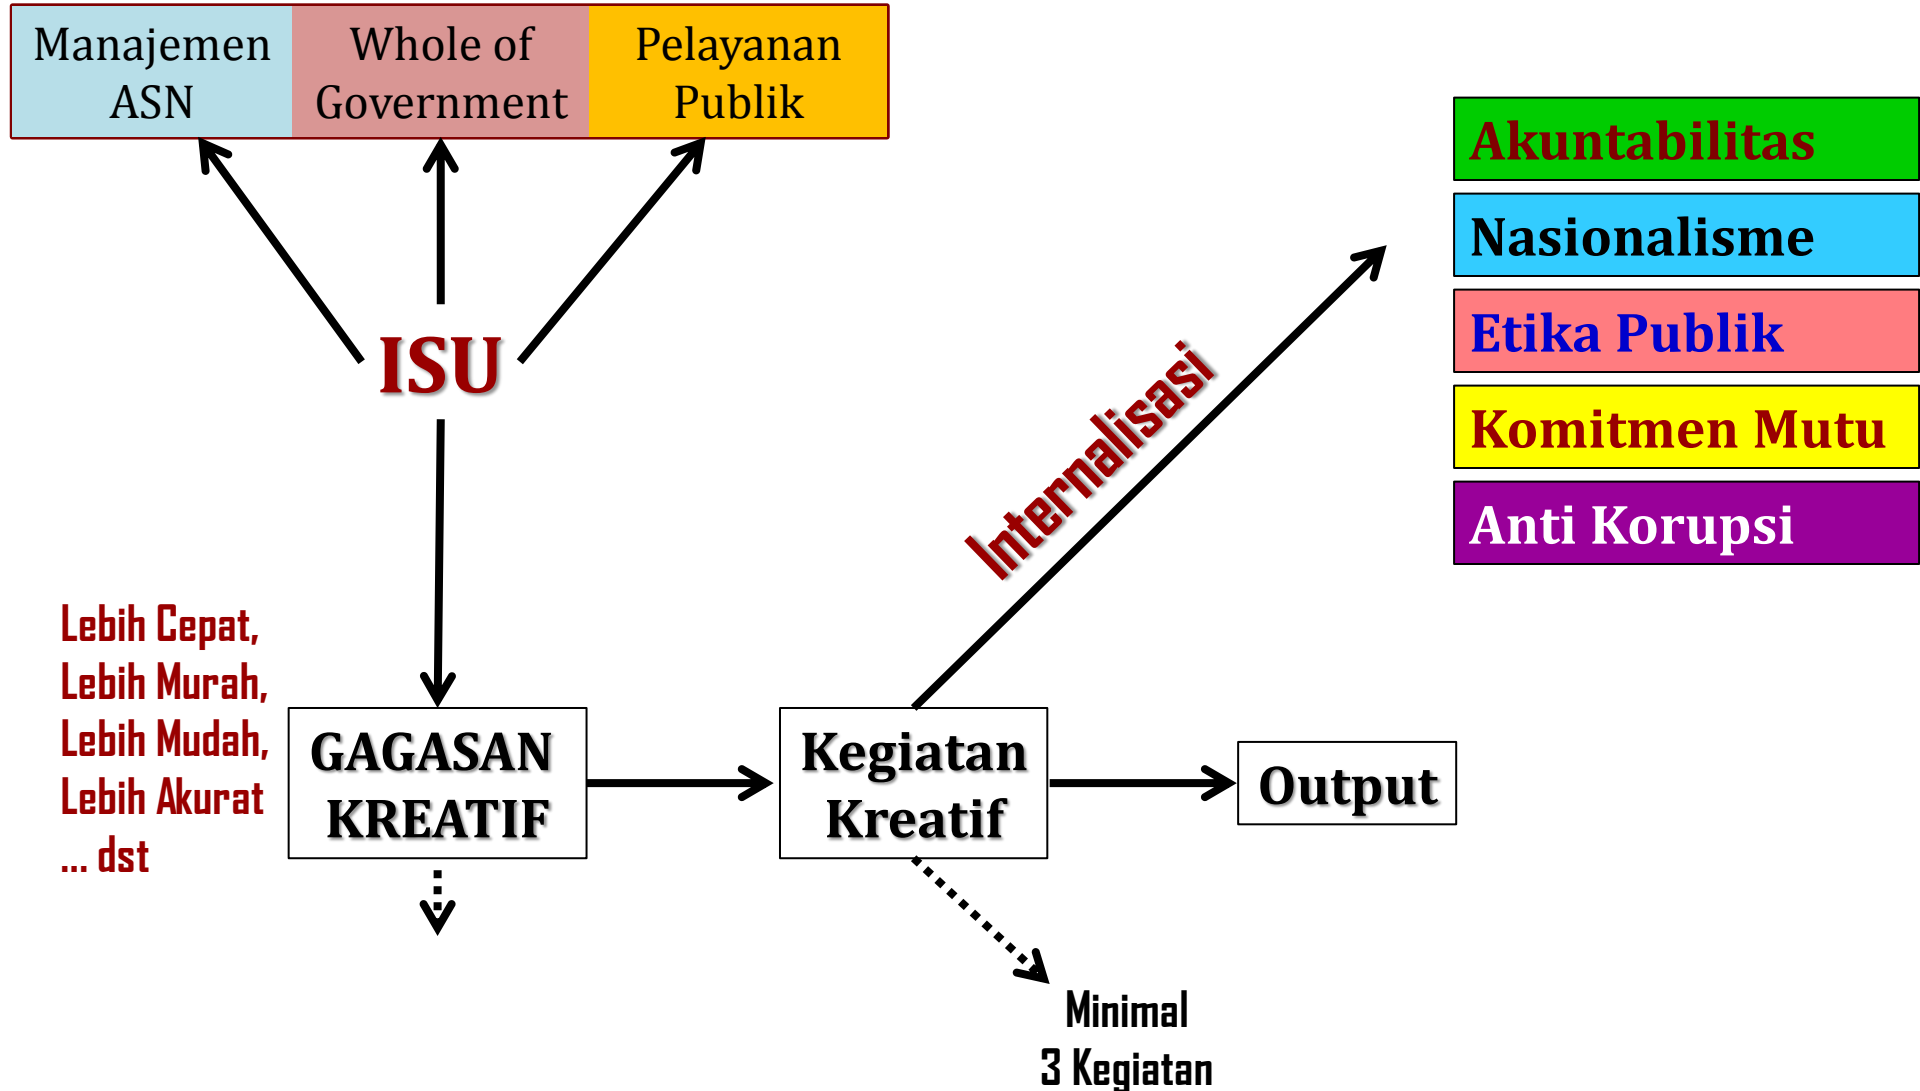 Manajemen
ASN
Whole of
Government
Pelayanan
Publik
Akuntabilitas
Nasionalisme
Etika Publik
Komitmen Mutu
Anti Korupsi
ISU
Internalisasi
Lebih Cepat,
Lebih Murah,
Lebih Mudah,
Lebih Akurat
... dst
GAGASAN
KREATIF
Kegiatan
Kreatif
Output
Minimal
3 Kegiatan